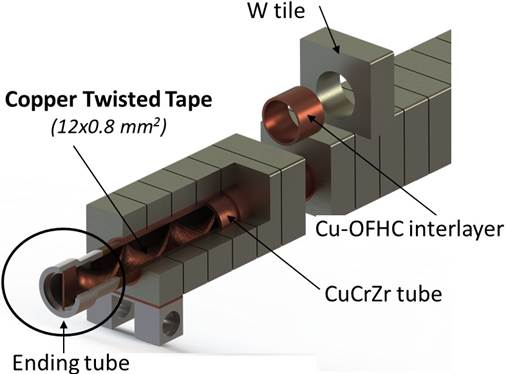 W tile
Copper Twisted Tape
(12x0.8 mm²)
Cu-OFHC interlayer
CuCrZr tube
Ending tube